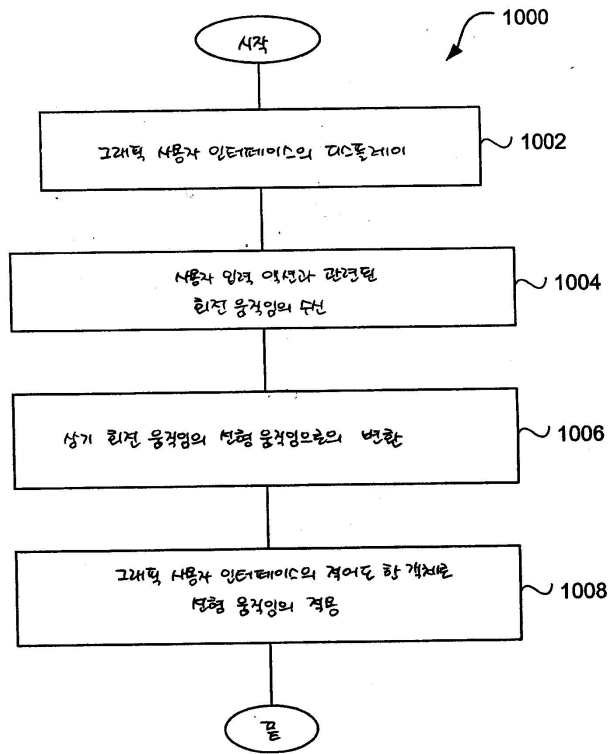 1000
시작
그래픽 사용자 인터페이스의 디스플레이
1002
사용자 입력 액션과 관련된
회전 움직임의 수신
1004
상기 회전 움직임의 선형 움직임으로의 변환
1006
그래픽 사용자 인터페이스의 적어도 한 객체로
선형 움직임의 적용
1008
끝